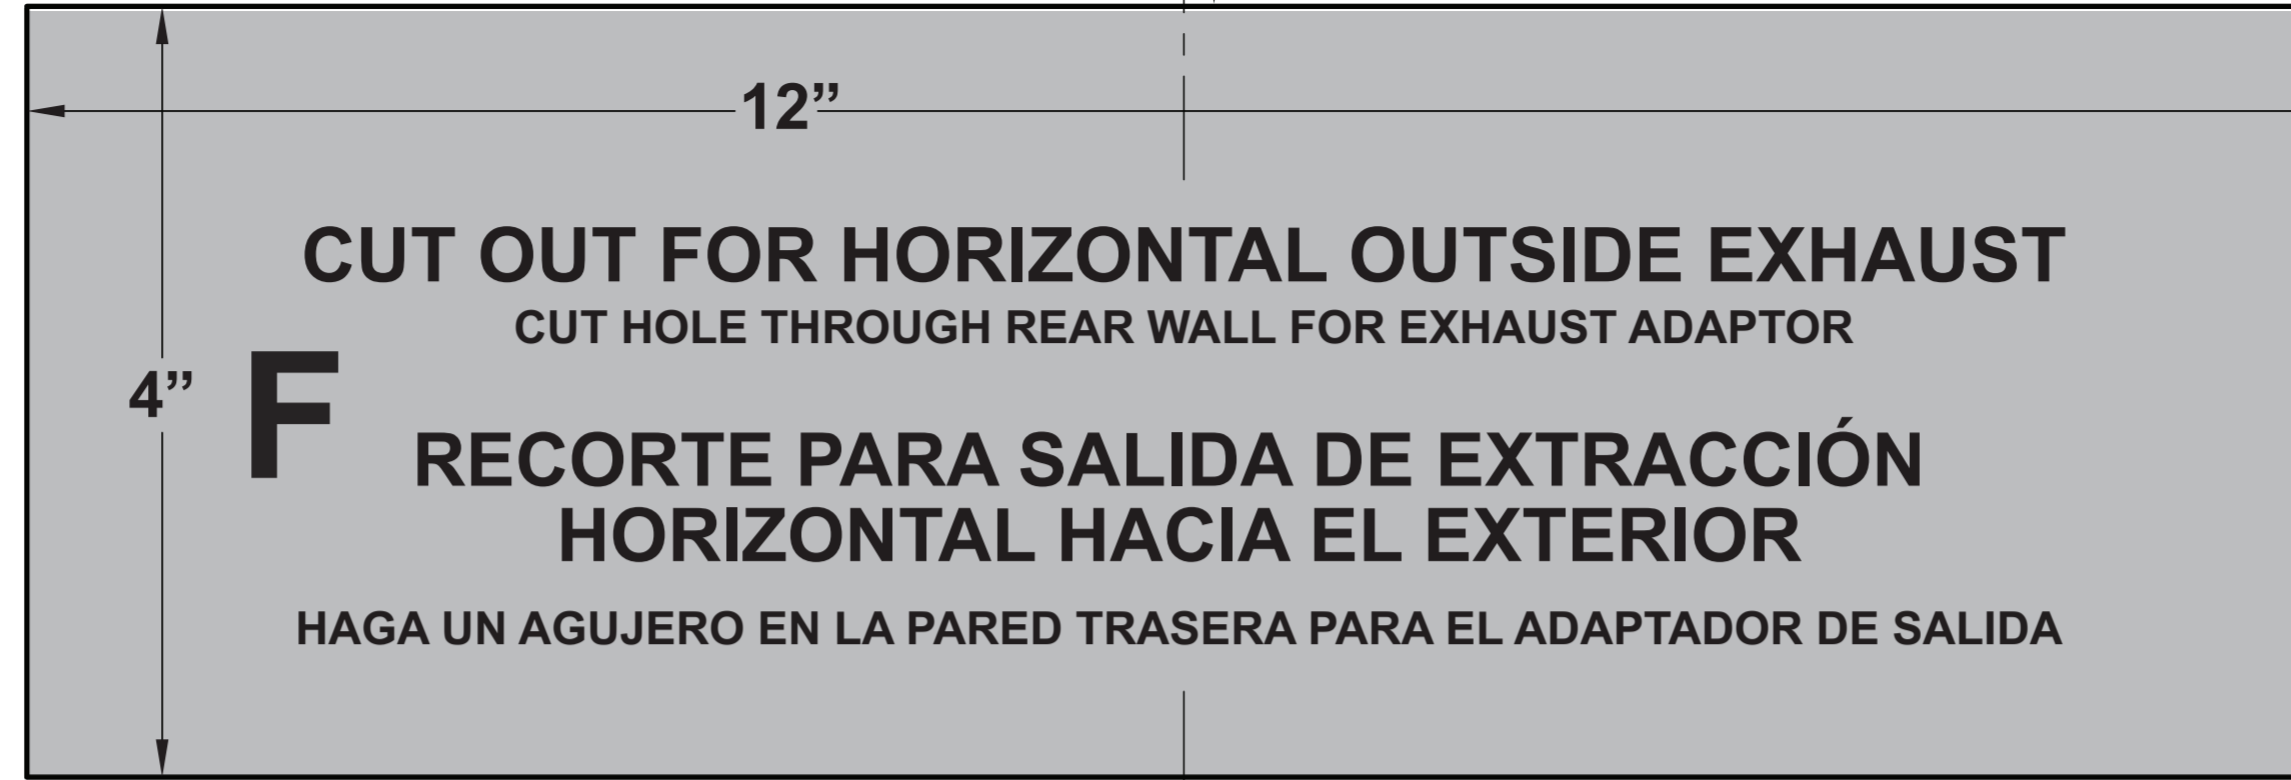 12”
CUT OUT FOR HORIZONTAL OUTSIDE EXHAUST
CUT HOLE THROUGH REAR WALL FOR EXHAUST ADAPTOR
4”
F
RECORTE PARA SALIDA DE EXTRACCIÓN
HORIZONTAL HACIA EL EXTERIOR
HAGA UN AGUJERO EN LA PARED TRASERA PARA EL ADAPTADOR DE SALIDA